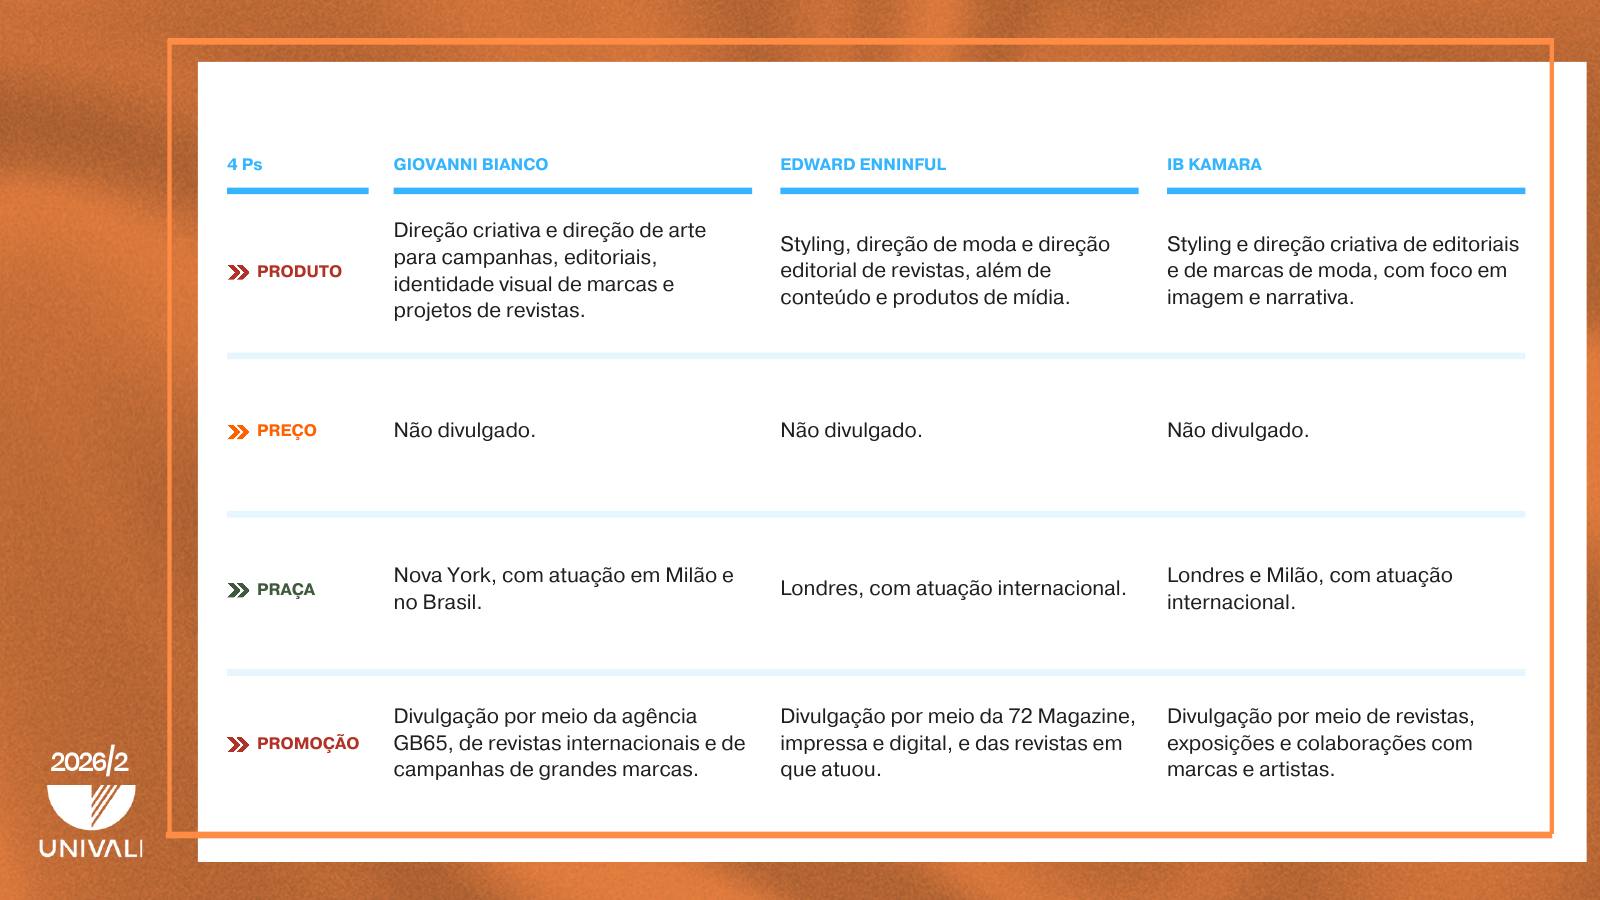 4 Ps
GIOVANNI BIANCO
EDWARD ENNINFUL
IB KAMARA
PRODUTO
Direção criativa e direção de arte
para campanhas, editoriais,
identidade visual de marcas e
projetos de revistas.
Styling, direção de moda e direção
editorial de revistas, além de
conteúdo e produtos de mídia.
Styling e direção criativa de editoriais
e de marcas de moda, com foco em
imagem e narrativa.
PREÇO
Não divulgado.
Não divulgado.
Não divulgado.
PRAÇA
Nova York, com atuação em Milão e
no Brasil.
Londres, com atuação internacional.
Londres e Milão, com atuação
internacional.
PROMOÇÃO
Divulgação por meio da agência
GB65, de revistas internacionais e de
campanhas de grandes marcas.
Divulgação por meio da 72 Magazine,
impressa e digital, e das revistas em
que atuou.
Divulgação por meio de revistas,
exposições e colaborações com
marcas e artistas.
2026/2
UNIVALI